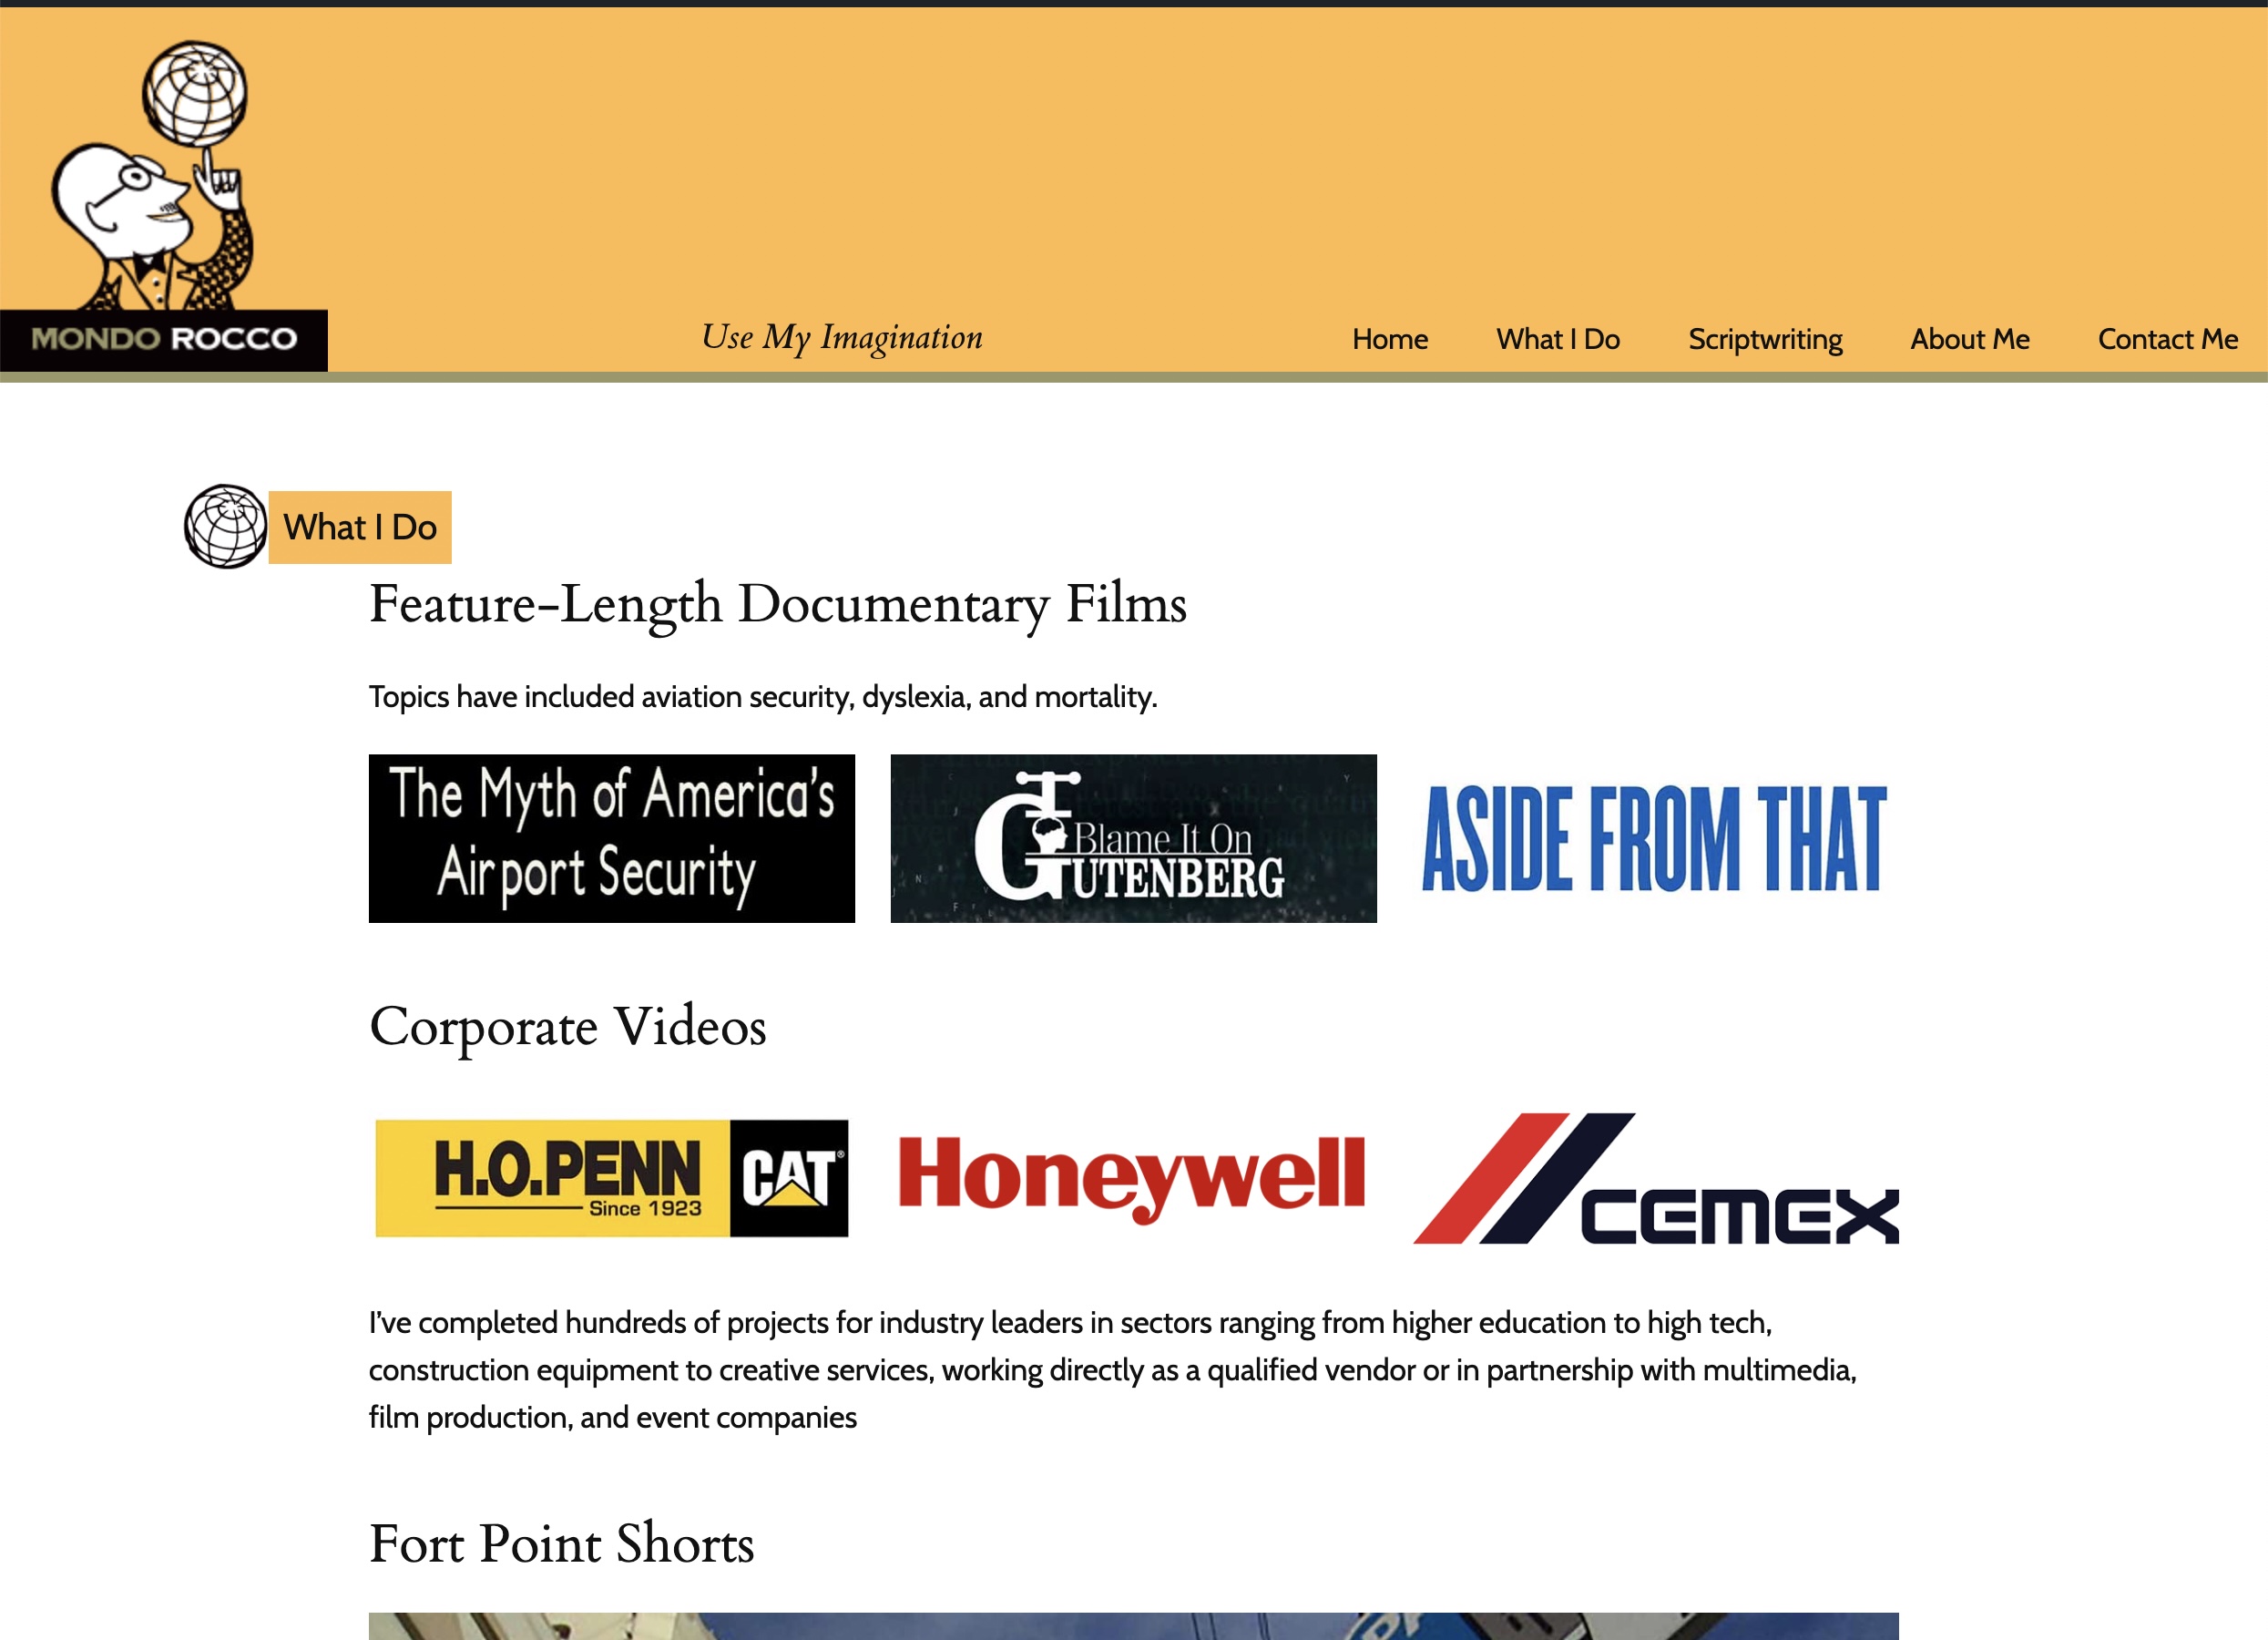 MONDO ROCCO
Use My Imagination
Home What I Do Scriptwriting About Me Contact Me
What I Do
Feature-Length Documentary Films
Topics have included aviation security, dyslexia, and mortality.
The Myth of America's
Airport Security
Blame It On
GUTENBERG
ASIDE FROM THAT
Corporate Videos
H.O.PENN
Since 1923
CAT®
Honeywell
CEMEX
I've completed hundreds of projects for industry leaders in sectors ranging from higher education to high tech,
construction equipment to creative services, working directly as a qualified vendor or in partnership with multimedia,
film production, and event companies
Fort Point Shorts